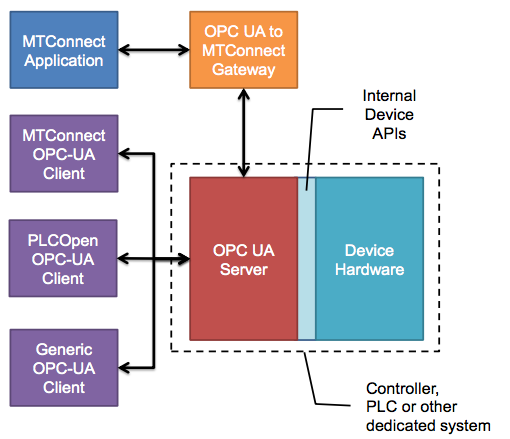 MTConnect
Application
OPC UA to
MTConnect
Gateway
Internal
Device
APIs
MTConnect
OPC-UA
Client
PLCOpen
OPC-UA
Client
OPC UA
Server
Device
Hardware
Generic
OPC-UA
Client
Controller,
PLC or other
dedicated system